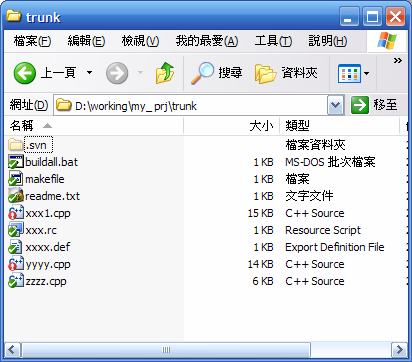 trunk
檔案(F) 編輯(E) 檢視(V) 我的最愛(A) 工具(T) 說明(H)
上一頁 搜尋 資料夾
網址(D) D:\working\my_prj\trunk 移至
名稱 大小 類型
.svn 檔案資料夾
buildall.bat 1 KB MS-DOS 批次檔案
makefile 1 KB 檔案
readme.txt 1 KB 文字文件
xxx1.cpp 15 KB C++ Source
xxx.rc 1 KB Resource Script
xxxx.def 1 KB Export Definition File
yyyy.cpp 14 KB C++ Source
zzzz.cpp 6 KB C++ Source